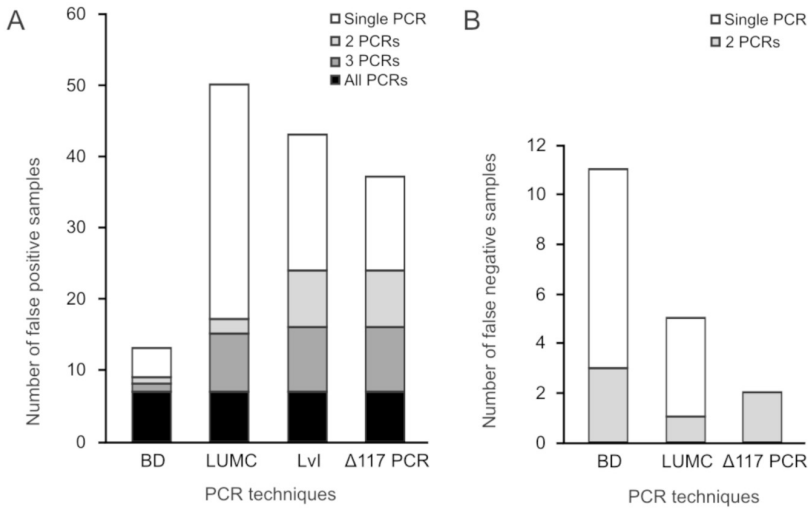 A
Single PCR
2 PCRs
3 PCRs
All PCRs
Number of false positive samples
60
50
40
30
20
10
0
BD LUMC LvI Δ117 PCR
PCR techniques
B
Single PCR
2 PCRs
Number of false negative samples
12
10
8
6
4
2
0
BD LUMC Δ117 PCR
PCR techniques